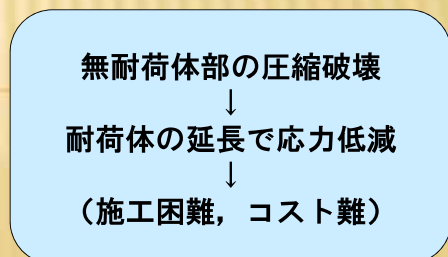 無耐荷体部の圧縮破壊
↓
耐荷体の延長で応力低減
↓
（施工困難，コスト難）